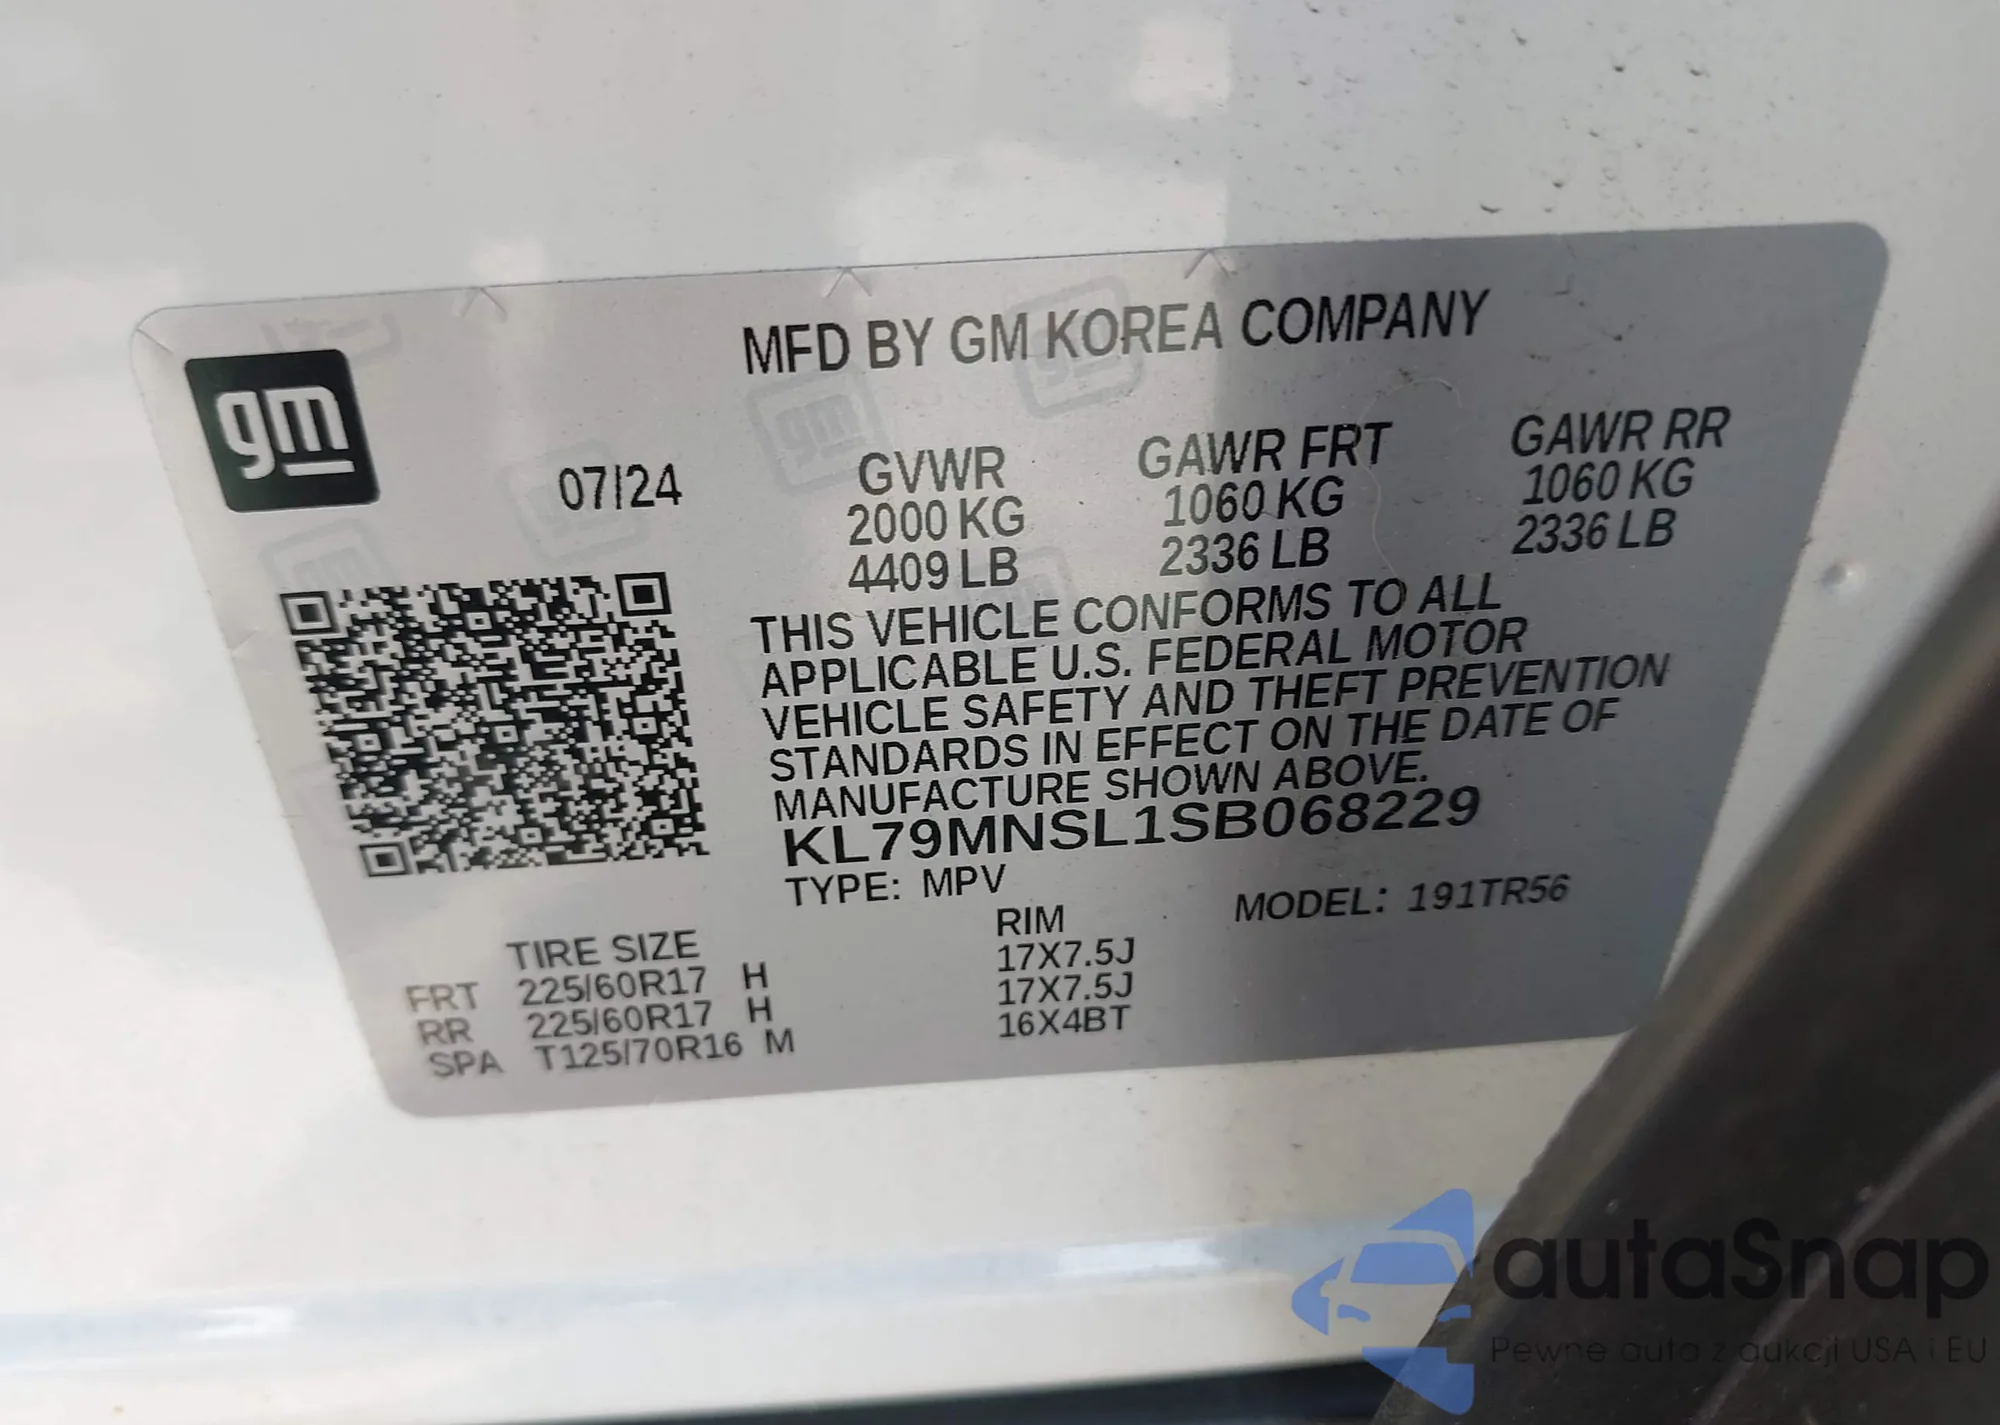 MFD BY GM KOREA COMPANY
gm
07/24
GVWR GAWR FRT GAWR RR
2000 KG 1060 KG 1060 KG
4409 LB 2336 LB 2336 LB
THIS VEHICLE CONFORMS TO ALL
APPLICABLE U.S. FEDERAL MOTOR
VEHICLE SAFETY AND THEFT PREVENTION
STANDARDS IN EFFECT ON THE DATE OF
MANUFACTURE SHOWN ABOVE.
KL79MNSL1SB068229
TYPE: MPV MODEL: 191TR56
TIRE SIZE RIM
FRT 225/60R17 H 17X7.5J
RR 225/60R17 H 17X7.5J
SPA T125/70R16 M 16X4BT
autoSnap
Pewne auta z aukcji USA i EU